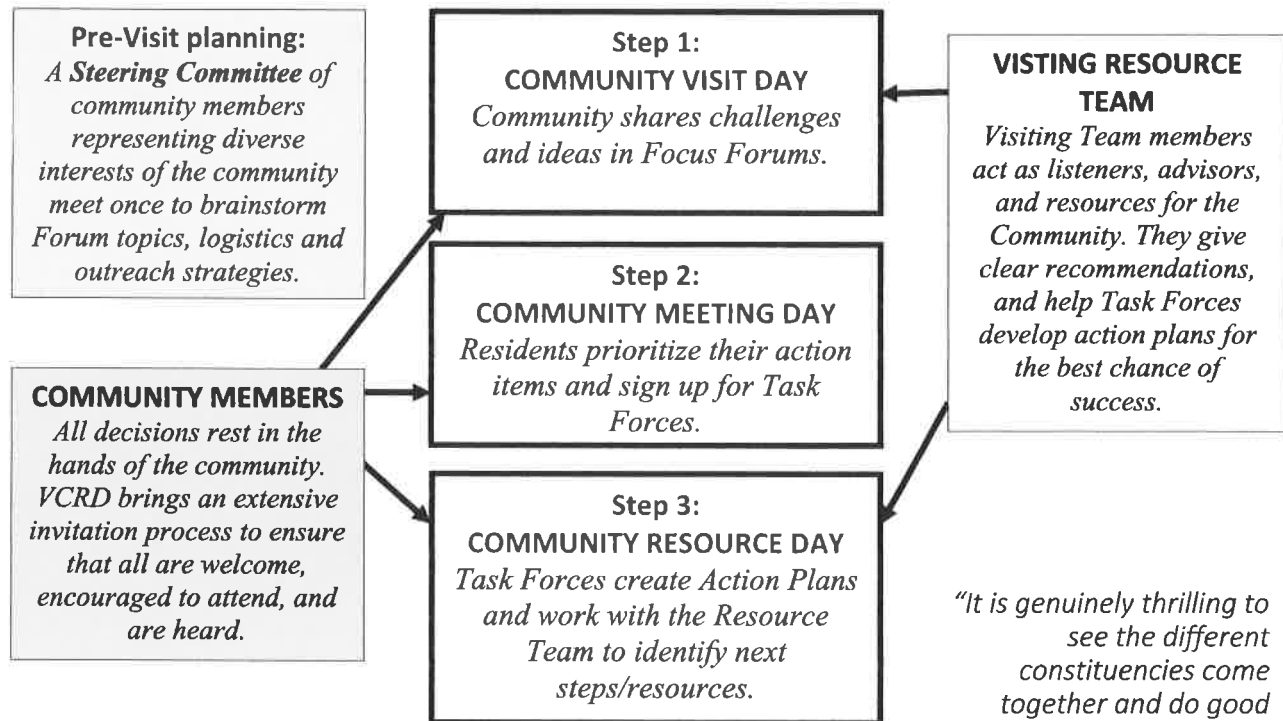 Pre-Visit planning:
A Steering Committee of
community members
representing diverse
interests of the community
meet once to brainstorm
Forum topics, logistics and
outreach strategies.
COMMUNITY MEMBERS
All decisions rest in the
hands of the community.
VCRD brings an extensive
invitation process to ensure
that all are welcome,
encouraged to attend, and
are heard.
Step 1:
COMMUNITY VISIT DAY
Community shares challenges
and ideas in Focus Forums.
Step 2:
COMMUNITY MEETING DAY
Residents prioritize their action
items and sign up for Task
Forces.
Step 3:
COMMUNITY RESOURCE DAY
Task Forces create Action Plans
and work with the Resource
Team to identify next
steps/resources.
VISTING RESOURCE
TEAM
Visiting Team members
act as listeners, advisors,
and resources for the
Community. They give
clear recommendations,
and help Task Forces
develop action plans for
the best chance of
success.
“It is genuinely thrilling to
see the different
constituencies come
together and do good